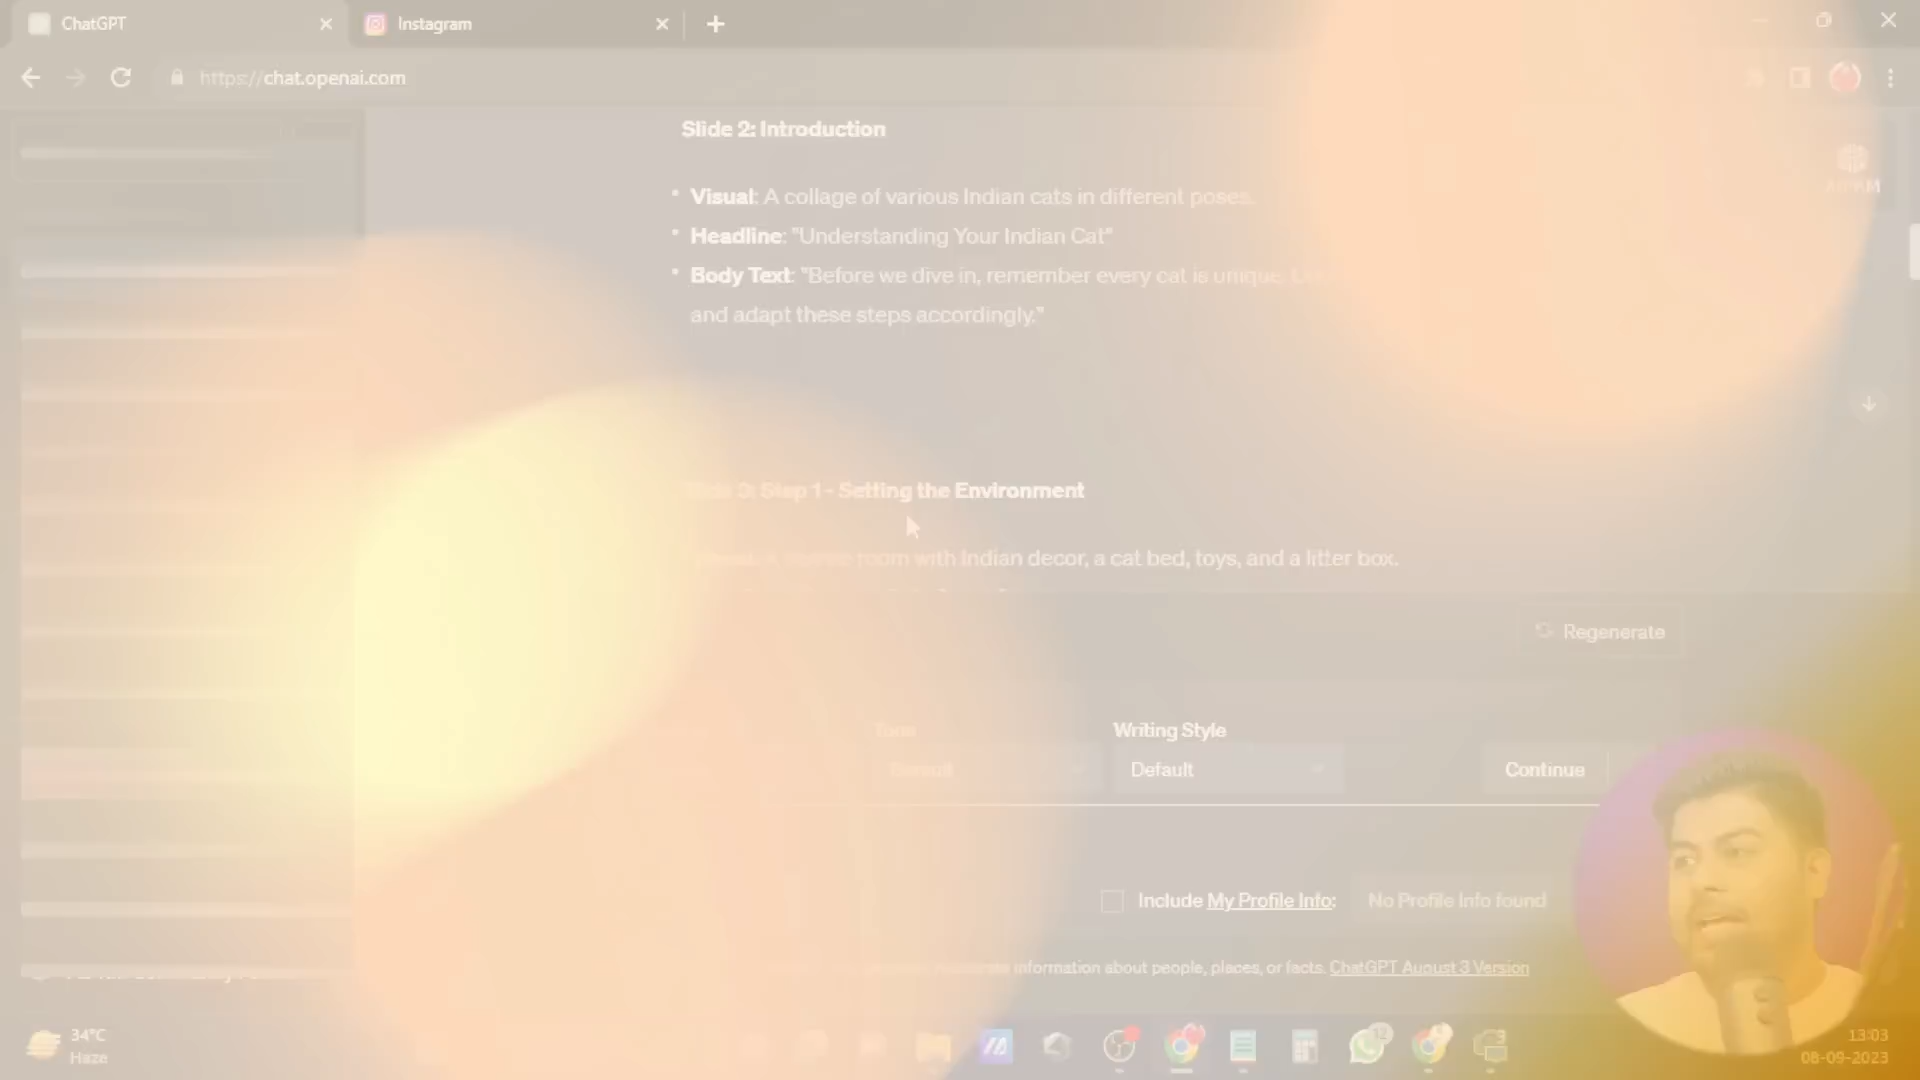 ChatGPT
Instagram
https://chat.openai.com
Slide 2: Introduction
Visual: A collage of various Indian cats in different poses.
Headline: "Understanding Your Indian Cat"
Body Text: "Before we dive in, remember every cat is unique.
and adapt these steps accordingly."
3: Step 1 - Setting the Environment
room with Indian decor, a cat bed, toys, and a litter box.
Regenerate
Tone
Writing Style
Default
Default
Continue
Include My Profile Info:
No Profile Info found
information about people, places, or facts. ChatGPT August 3 Version
34°C
Haze
13:03
08-09-2023